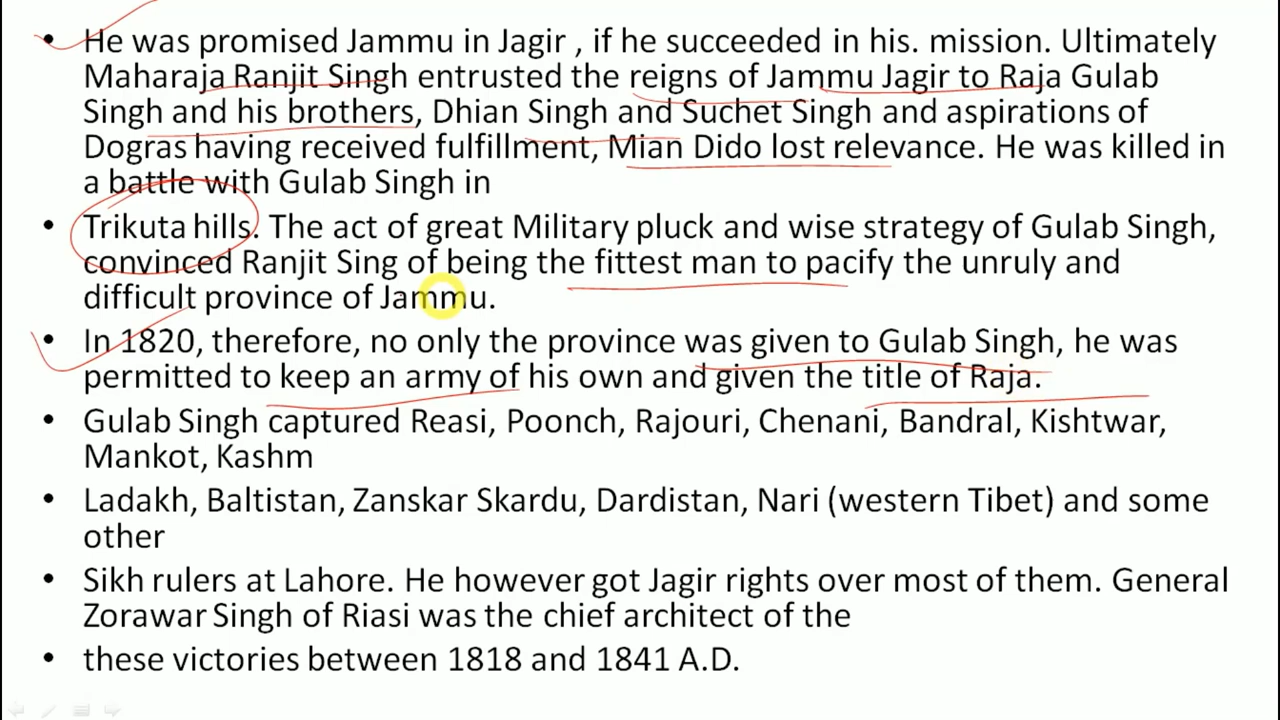 • He was promised Jammu in Jagir , if he succeeded in his. mission. Ultimately
Maharaja Ranjit Singh entrusted the reigns of Jammu Jagir to Raja Gulab
Singh and his brothers, Dhian Singh and Suchet Singh and aspirations of
Dogras having received fulfillment, Mian Dido lost relevance. He was killed in
a battle with Gulab Singh in
• Trikuta hills. The act of great Military pluck and wise strategy of Gulab Singh,
convinced Ranjit Sing of being the fittest man to pacify the unruly and
difficult province of Jammu.
• In 1820, therefore, no only the province was given to Gulab Singh, he was
permitted to keep an army of his own and given the title of Raja.
• Gulab Singh captured Reasi, Poonch, Rajouri, Chenani, Bandral, Kishtwar,
Mankot, Kashm
• Ladakh, Baltistan, Zanskar Skardu, Dardistan, Nari (western Tibet) and some
other
• Sikh rulers at Lahore. He however got Jagir rights over most of them. General
Zorawar Singh of Riasi was the chief architect of the
• these victories between 1818 and 1841 A.D.